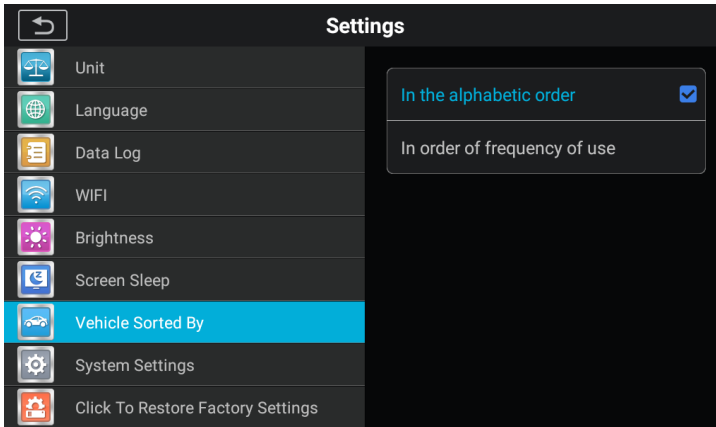 Settings
Unit
Language
Data Log
WIFI
Brightness
Screen Sleep
Vehicle Sorted By
System Settings
Click To Restore Factory Settings
In the alphabetic order
In order of frequency of use